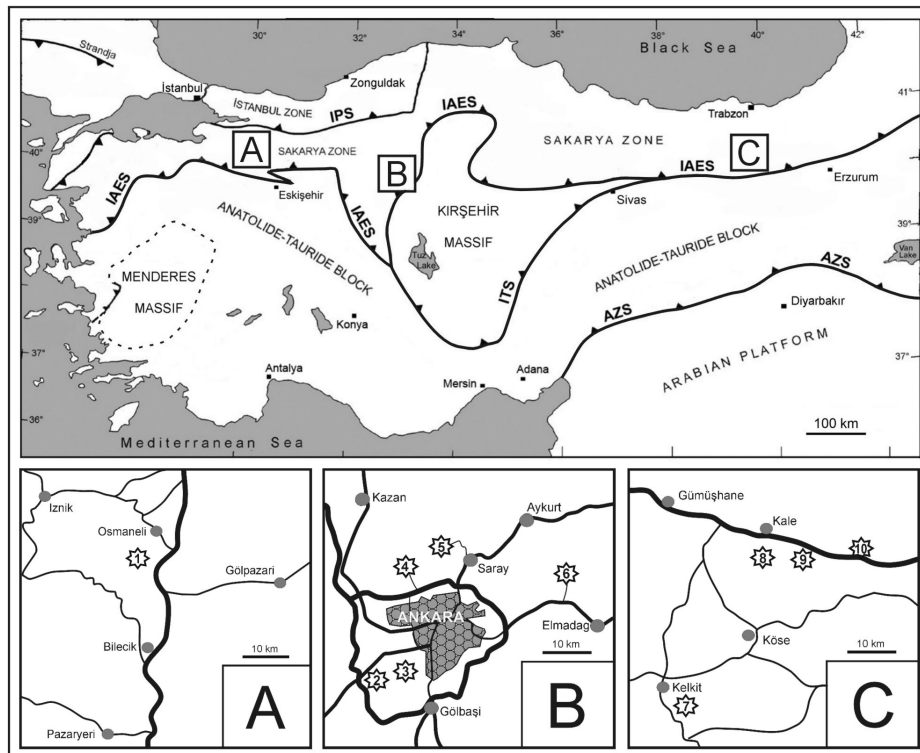 30° 32° 34° 36° 38° 40° 42°
Strandja
Black Sea
Zonguldak
İstanbul
41°
İSTANBUL ZONE
IPS
IAES
Trabzon
A
SAKARYA ZONE
SAKARYA ZONE
B
C
40°
40°
IAES
Erzurum
IAES
Eskişehir
KIRŞEHİR
MASSIF
Sivas
39°
39°
ANATOLIDE-TAURIDE BLOCK
IAES
ANATOLIDE-TAURIDE BLOCK
Van
Lake
Tuz
Lake
MENDERES
MASSIF
ITS
AZS
AZS
Diyarbakır
Konya
37°
37°
ARABIAN PLATFORM
Antalya
Mersin
Adana
36°
100 km
Mediterranean Sea
Iznik
Osmaneli
1
Gölpazari
Bilecik
10 km
Pazaryeri
A
Kazan
Aykurt
5
Saray
4
6
ANKARA
Elmadag
2
3
10 km
Gölbaşi
B
Gümüşhane
Kale
8
9
10
Köse
Kelkit
7
10 km
C